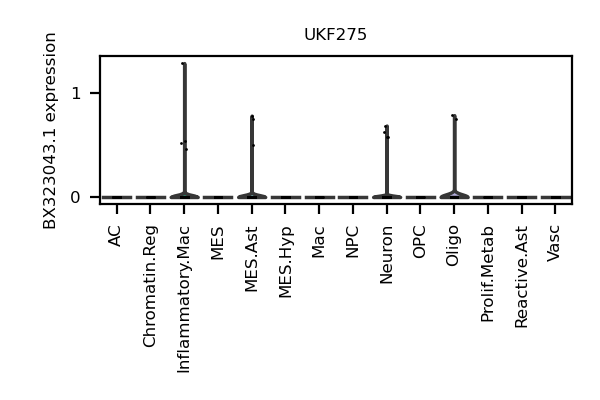 UKF275
BX323043.1 expression
1
0
AC
Chromatin.Reg
Inflammatory.Mac
MES
MES.Ast
MES.Hyp
Mac
NPC
Neuron
OPC
Oligo
Prolif.Metab
Reactive.Ast
Vasc